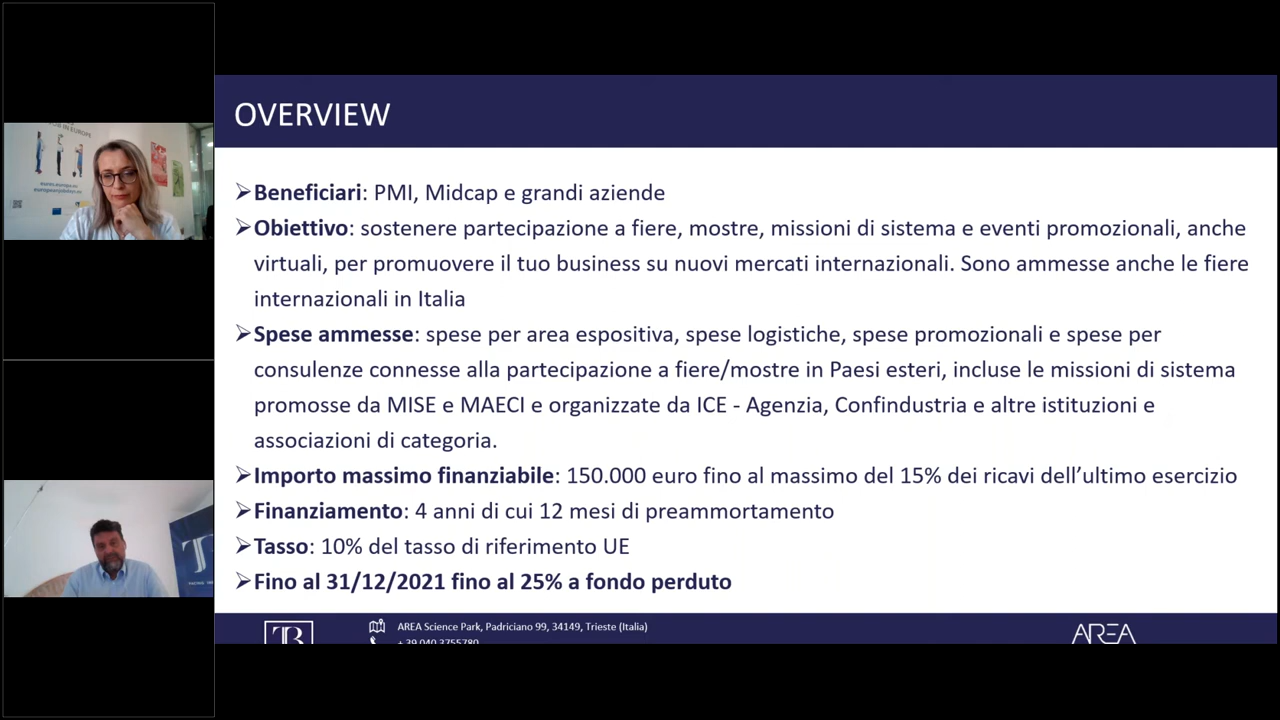 OVERVIEW
Beneficiari: PMI, Midcap e grandi aziende
Obiettivo: sostenere partecipazione a fiere, mostre, missioni di sistema e eventi promozionali, anche
virtuali, per promuovere il tuo business su nuovi mercati internazionali. Sono ammesse anche le fiere
internazionali in Italia
Spese ammesse: spese per area espositiva, spese logistiche, spese promozionali e spese per
consulenze connesse alla partecipazione a fiere/mostre in Paesi esteri, incluse le missioni di sistema
promosse da MISE e MAECI e organizzate da ICE - Agenzia, Confindustria e altre istituzioni e
associazioni di categoria.
Importo massimo finanziabile: 150.000 euro fino al massimo del 15% dei ricavi dell’ultimo esercizio
Finanziamento: 4 anni di cui 12 mesi di preammortamento
Tasso: 10% del tasso di riferimento UE
Fino al 31/12/2021 fino al 25% a fondo perduto
AREA Science Park, Padriciano 99, 34149, Trieste (Italia)
+ 39 040 3755780
AREA
IN EUROPE